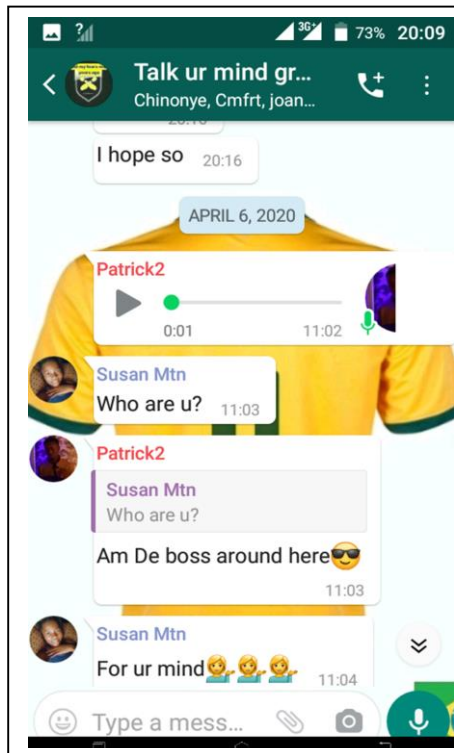 3G+ 73% 20:09
Talk ur mind gr...
Chinonye, Cmfrt, joan...
I hope so 20:16
APRIL 6, 2020
Patrick2
0:01 11:02
Susan Mtn
Who are u? 11:03
Patrick2
Susan Mtn
Who are u?
Am De boss around here😎
11:03
Susan Mtn
For ur mind💁💁💁 11:04
Type a mess...